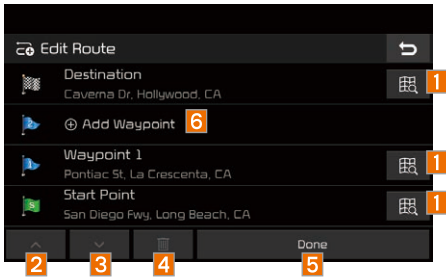 Edit Route
Destination
Caverna Dr, Hollywood, CA
1
2
Add Waypoint
6
1
Waypoint 1
Pontiac St, La Crescenta, CA
1
S
Start Point
San Diego Fwy, Long Beach, CA
1
Done
2
3
4
5